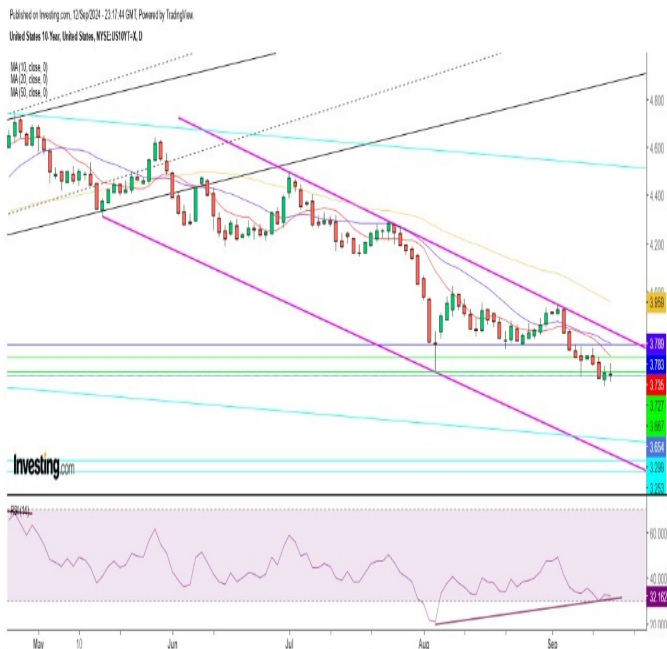 Published on Investing.com, 12/Sep/2024 - 23:17:44 GMT, Powered by TradingView.
United States 10-Year, United States, NYSE:US10YT=X, D
MA (10, close, 0)
MA (20, close, 0)
MA (50, close, 0)
4.800
4.600
4.400
4.200
4.000
3.959
3.789
3.783
3.735
3.727
3.667
3.654
3.299
3.253
Investing.com
RSI (14)
60.000
40.000
32.162
20.000
May 10 Jun Jul Aug Sep